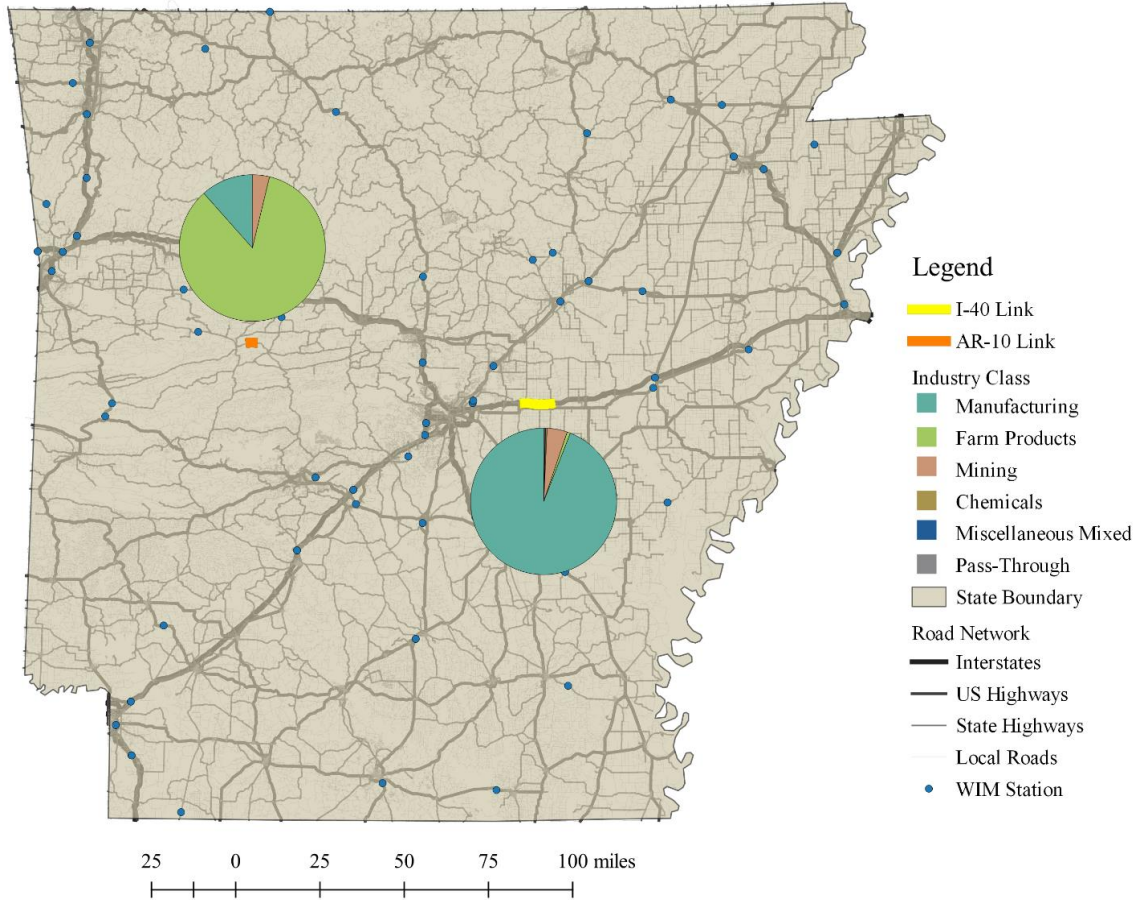 Legend
I-40 Link
AR-10 Link
Industry Class
Manufacturing
Farm Products
Mining
Chemicals
Miscellaneous Mixed
Pass-Through
State Boundary
Road Network
Interstates
US Highways
State Highways
Local Roads
WIM Station
25 0 25 50 75 100 miles